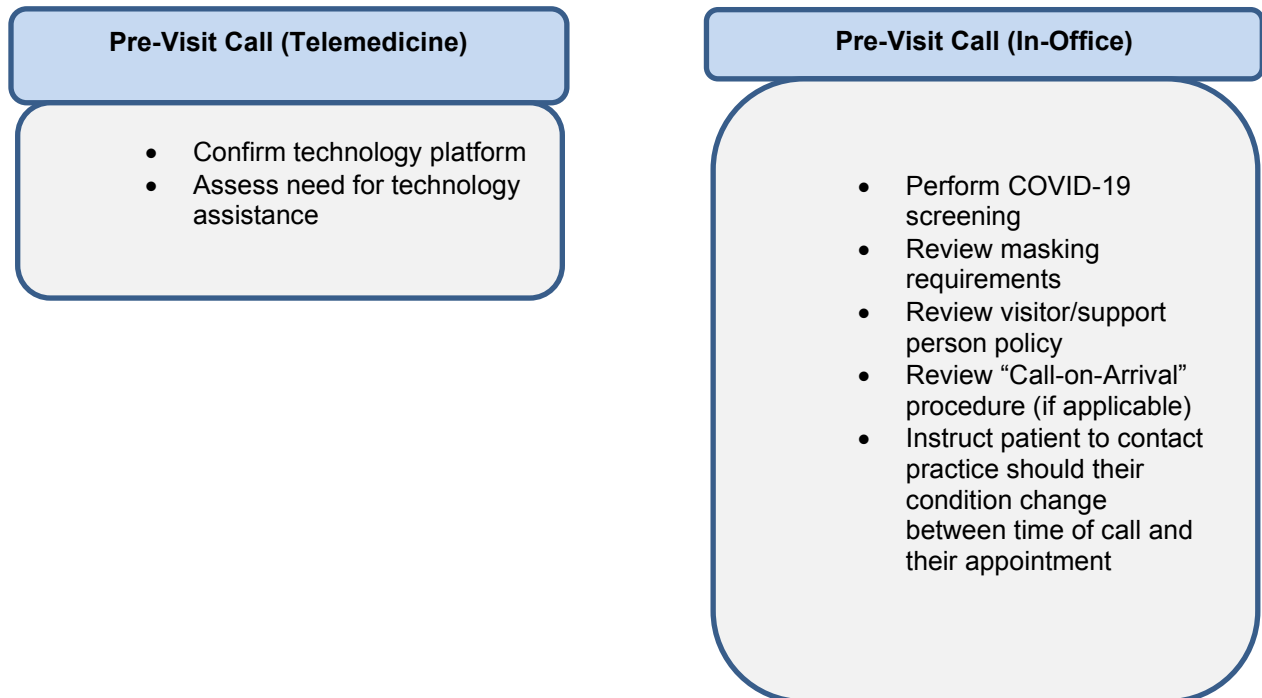 Pre-Visit Call (Telemedicine)
• Confirm technology platform
• Assess need for technology
assistance
Pre-Visit Call (In-Office)
• Perform COVID-19
screening
• Review masking
requirements
• Review visitor/support
person policy
• Review “Call-on-Arrival”
procedure (if applicable)
• Instruct patient to contact
practice should their
condition change
between time of call and
their appointment